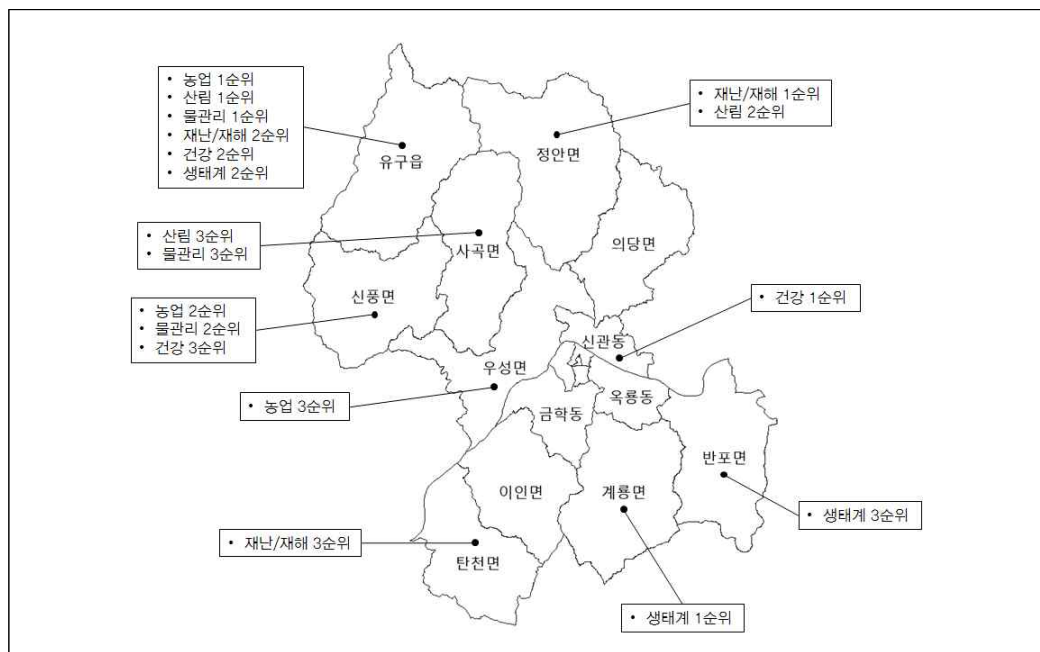 • 농업 1순위
• 산림 1순위
• 물관리 1순위
• 재난/재해 2순위
• 건강 2순위
• 생태계 2순위
• 재난/재해 1순위
• 산림 2순위
유구읍
정안면
• 산림 3순위
• 물관리 3순위
사곡면
의당면
신풍면
• 건강 1순위
• 농업 2순위
• 물관리 2순위
• 건강 3순위
신관동
우성면
• 농업 3순위
금학동
옥룡동
반포면
이인면
계룡면
• 생태계 3순위
• 재난/재해 3순위
탄천면
• 생태계 1순위